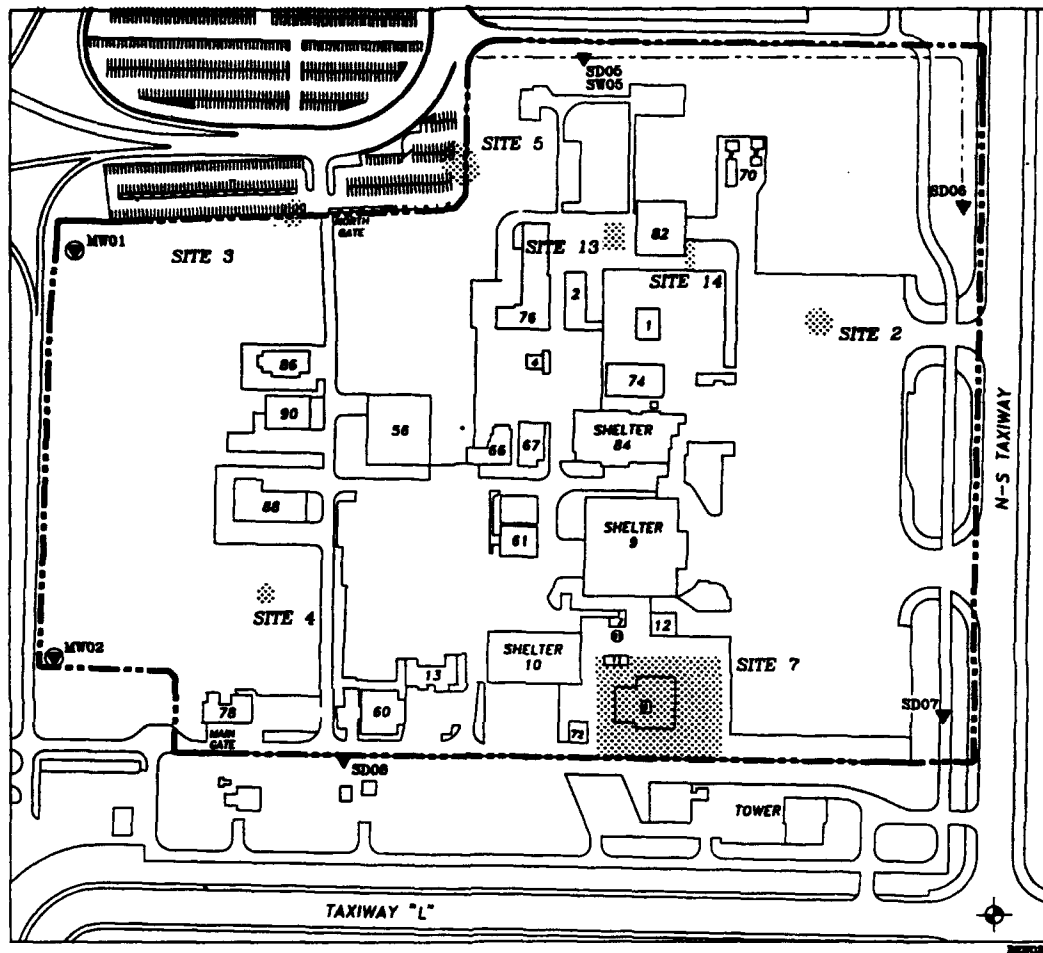 SD05
SW05
SITE 5
70
SD06
NORTH
GATE
MW01
SITE 3
SITE 13
82
SITE 14
2
76
1
SITE 2
4
86
74
90
56
SHELTER
84
66
67
N-S TAXIWAY
88
SHELTER
9
61
SITE 4
12
MW02
SHELTER
10
SITE 7
13
78
60
72
SD07
MAIN
GATE
SD08
TOWER
TAXIWAY "L"